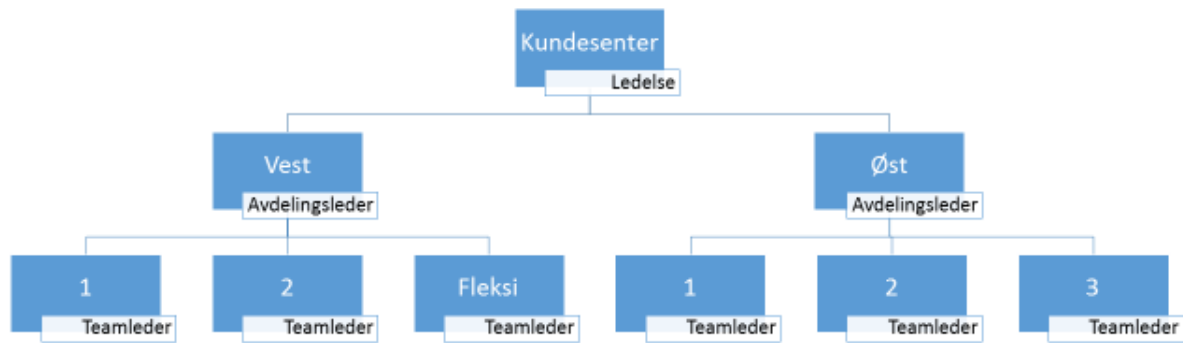 Kundesenter
Ledelse
Vest
Avdelingsleder
Øst
Avdelingsleder
1
Teamleder
2
Teamleder
Fleksi
Teamleder
1
Teamleder
2
Teamleder
3
Teamleder